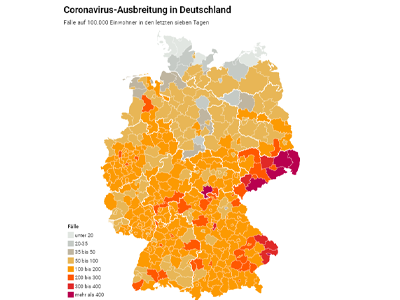 Coronavirus-Ausbreitung in Deutschland
Fälle auf 100.000 Einwohner in den letzten sieben Tagen
Fälle
unter 20
20-35
35 bis 50
50 bis 100
100 bis 200
200 bis 300
300 bis 400
mehr als 400